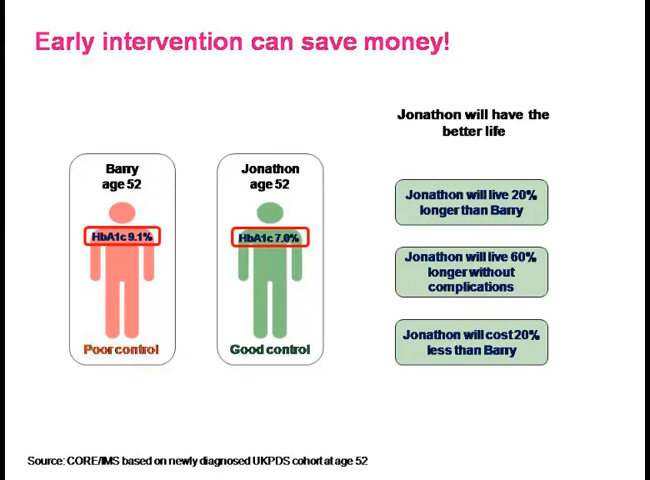 Early intervention can save money!
Jonathon will have the
better life
Barry
age 52
HbA1c 9.1%
Poor control
Jonathon
age 52
HbA1c 7.0%
Good control
Jonathon will live 20%
longer than Barry
Jonathon will live 60%
longer without
complications
Jonathon will cost 20%
less than Barry
Source: CORE/IMS based on newly diagnosed UKPDS cohort at age 52